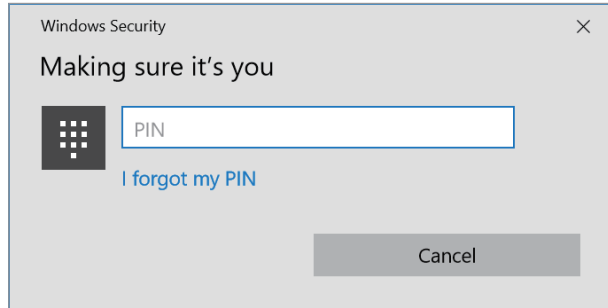 Windows Security
Making sure it's you
PIN
I forgot my PIN
Cancel